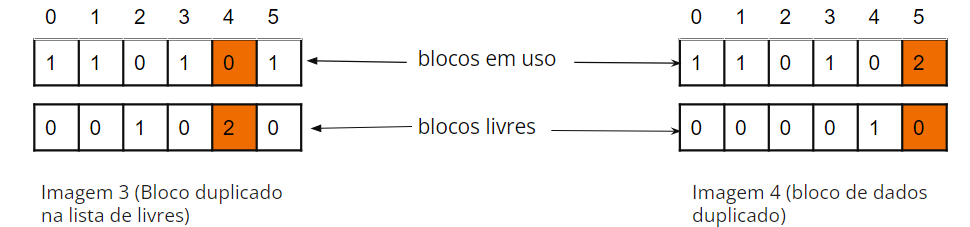 0 1 2 3 4 5
0 1 2 3 4 5
1 1 0 1 0 1
blocos em uso
1 1 0 1 0 2
0 0 1 0 2 0
blocos livres
0 0 0 0 1 0
Imagem 3 (Bloco duplicado
na lista de livres)
Imagem 4 (bloco de dados
duplicado)